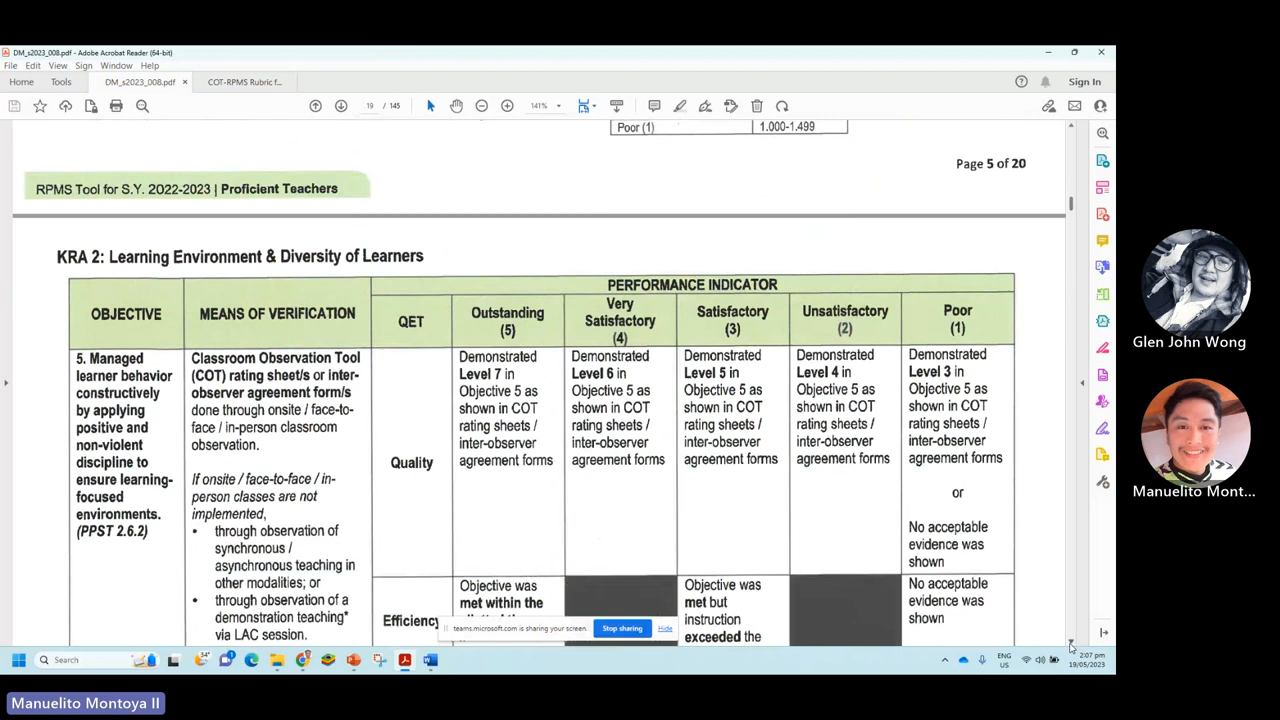 DM_s2023_008.pdf - Adobe Acrobat Reader (64-bit)
File Edit View Sign Window Help
Home Tools DM_s2023_008.pdf × COT-RPMS Rubric f... Sign In
19 / 145 141%
Poor (1) 1.000-1.499
Page 5 of 20
RPMS Tool for S.Y. 2022-2023 | Proficient Teachers
KRA 2: Learning Environment & Diversity of Learners
OBJECTIVE
MEANS OF VERIFICATION
PERFORMANCE INDICATOR
QET
Outstanding
(5)
Very
Satisfactory
(4)
Satisfactory
(3)
Unsatisfactory
(2)
Poor
(1)
5. Managed
learner behavior
constructively
by applying
positive and
non-violent
discipline to
ensure learning-
focused
environments.
(PPST 2.6.2)
Classroom Observation Tool
(COT) rating sheet/s or inter-
observer agreement form/s
done through onsite / face-to-
face / in-person classroom
observation.
If onsite / face-to-face / in-
person classes are not
implemented,
• through observation of
synchronous /
asynchronous teaching in
other modalities; or
• through observation of a
demonstration teaching*
via LAC session.
Quality
Demonstrated
Level 7 in
Objective 5 as
shown in COT
rating sheets /
inter-observer
agreement forms
Demonstrated
Level 6 in
Objective 5 as
shown in COT
rating sheets /
inter-observer
agreement forms
Demonstrated
Level 5 in
Objective 5 as
shown in COT
rating sheets /
inter-observer
agreement forms
Demonstrated
Level 4 in
Objective 5 as
shown in COT
rating sheets /
inter-observer
agreement forms
Demonstrated
Level 3 in
Objective 5 as
shown in COT
rating sheets /
inter-observer
agreement forms
or
No acceptable
evidence was
shown
Efficiency
Objective was
met within the
Objective was
met but
instruction
exceeded the
No acceptable
evidence was
shown
teams.microsoft.com is sharing your screen. Stop sharing Hide
Search
ENG
US
2:07 pm
19/05/2023
Glen John Wong
Manuelito Mont...
Manuelito Montoya II